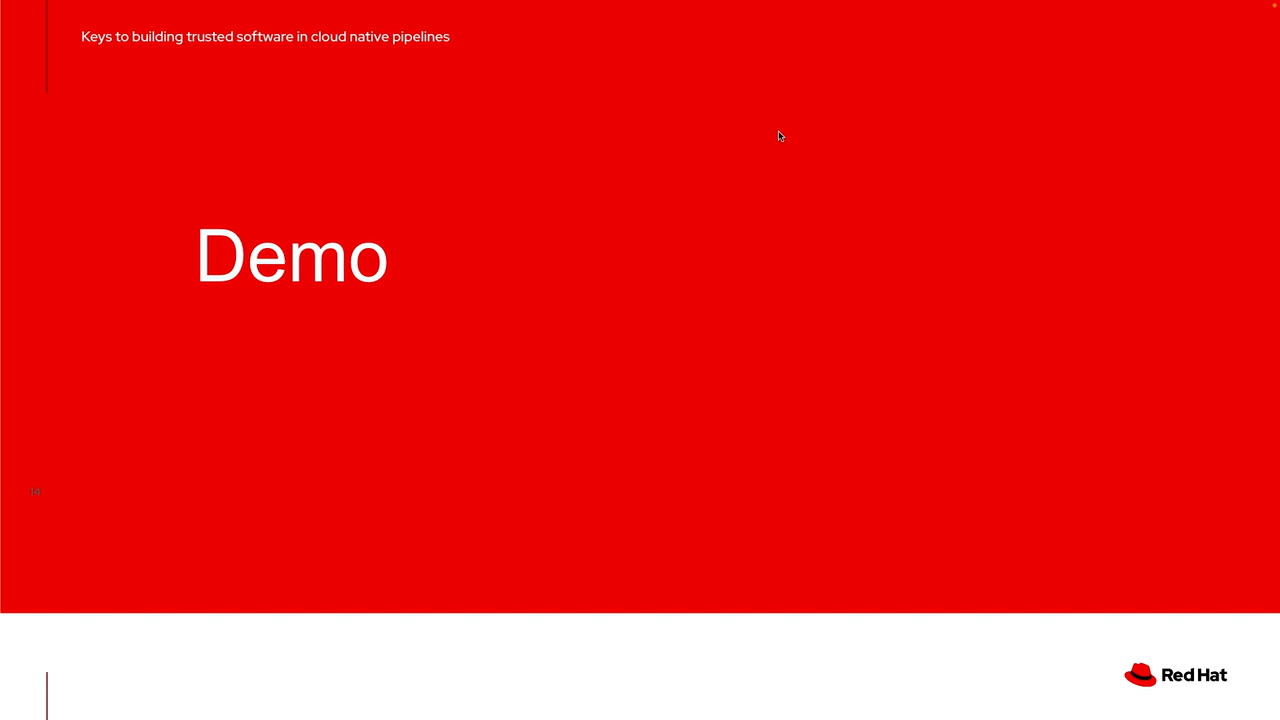 Keys to building trusted software in cloud native pipelines
Demo
14
Red Hat